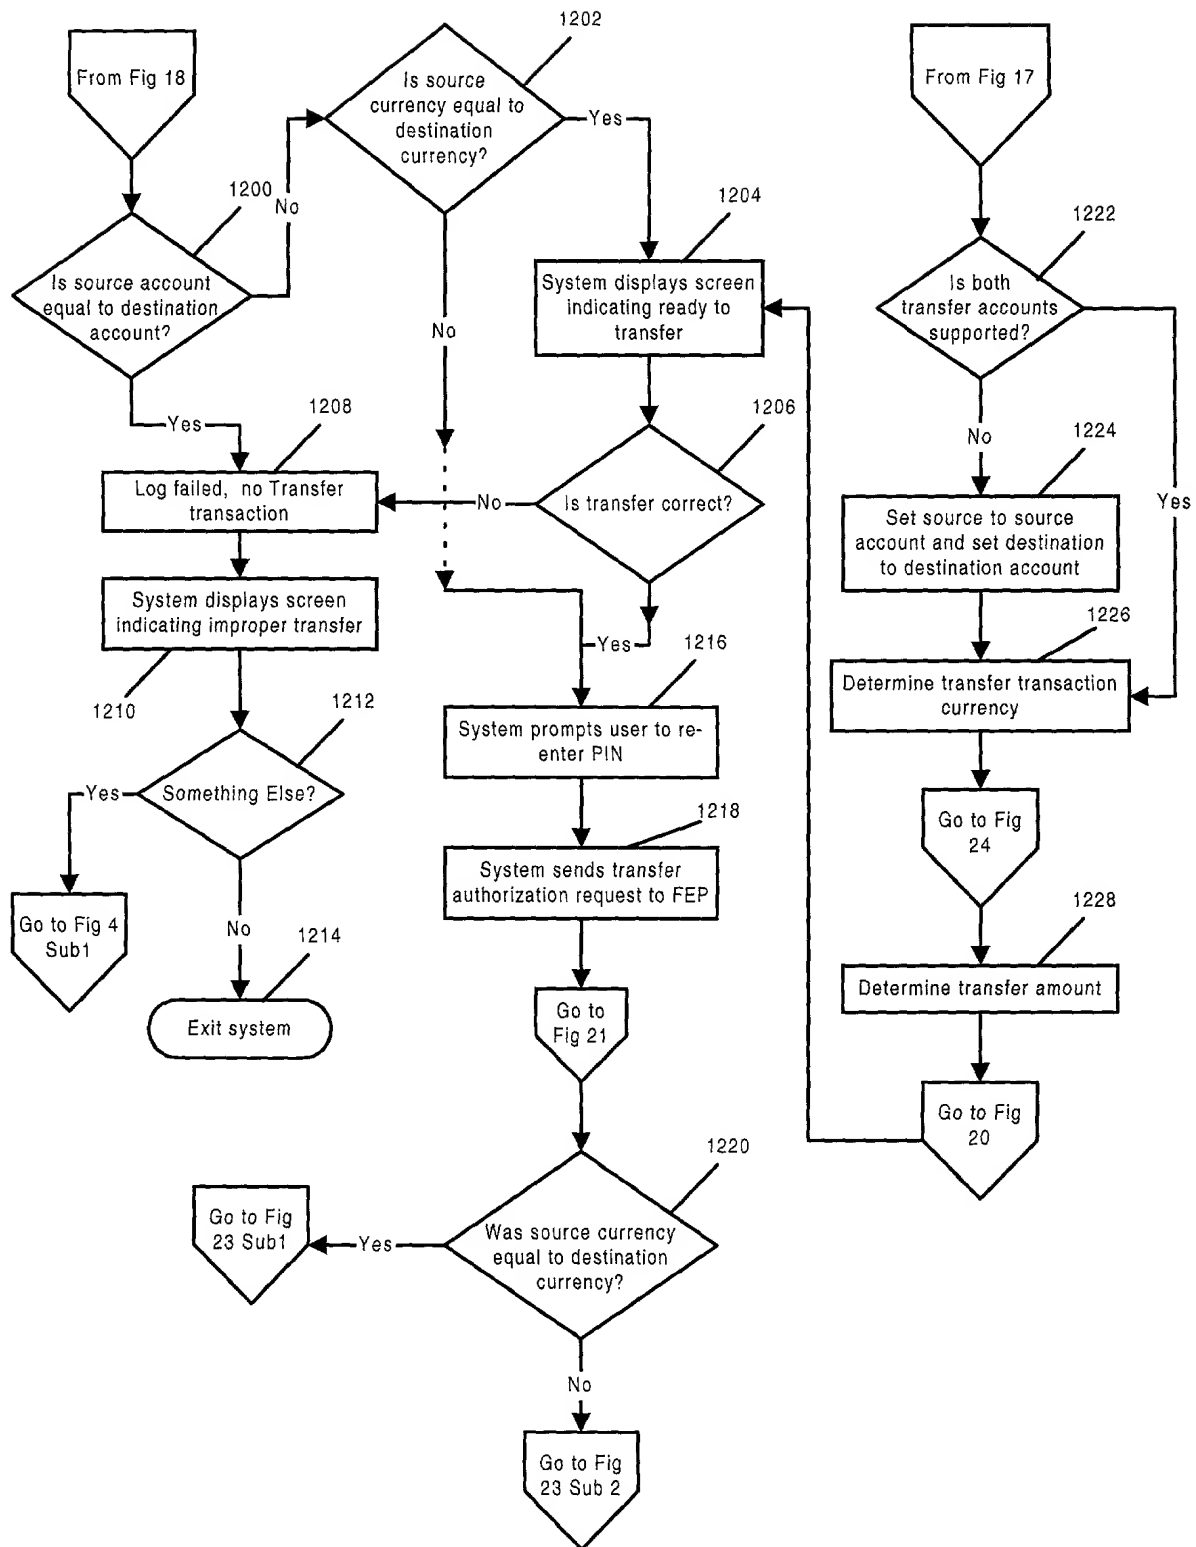 1202
From Fig 18
Is source
currency equal to
destination
currency?
Yes
From Fig 17
1200
No
1204
1222
Is source account
equal to destination
account?
System displays screen
indicating ready to
transfer
Is both
transfer accounts
supported?
No
Yes
1208
1206
No
1224
Log failed, no Transfer
transaction
No
Is transfer correct?
Yes
Set source to source
account and set destination
to destination account
System displays screen
indicating improper transfer
Yes
1216
1226
1210
1212
System prompts user to re-
enter PIN
Determine transfer transaction
currency
Yes
Something Else?
1218
Go to Fig
24
System sends transfer
authorization request to FEP
Go to Fig 4
Sub1
No
1214
1228
Exit system
Go to
Fig 21
Determine transfer amount
Go to Fig
20
1220
Go to Fig
23 Sub1
Yes
Was source currency
equal to destination
currency?
No
Go to Fig
23 Sub 2